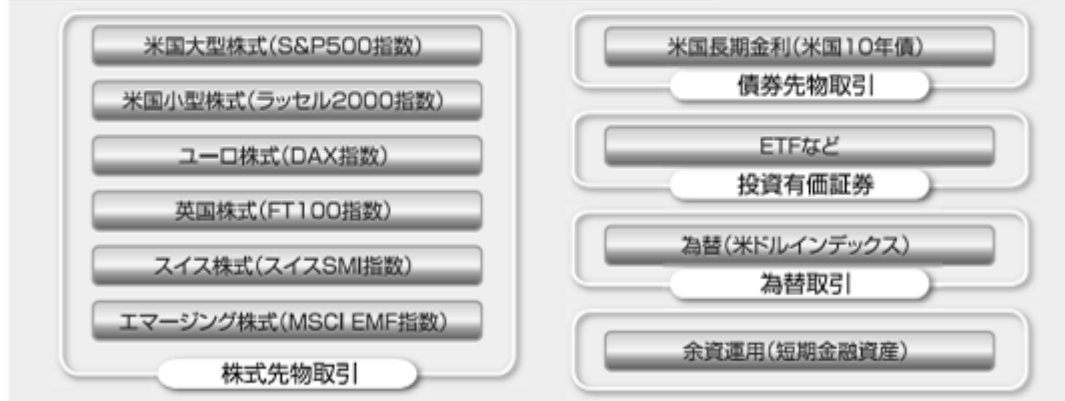 米国大型株式(S&P500指数)
米国小型株式(ラッセル2000指数)
ユーロ株式(DAX指数)
英国株式(FT100指数)
スイス株式(スイスSMI指数)
エマージング株式(MSCI EMF指数)
株式先物取引
米国長期金利(米国10年債)
債券先物取引
ETFなど
投資有価証券
為替(米ドルインデックス)
為替取引
余資運用(短期金融資産)